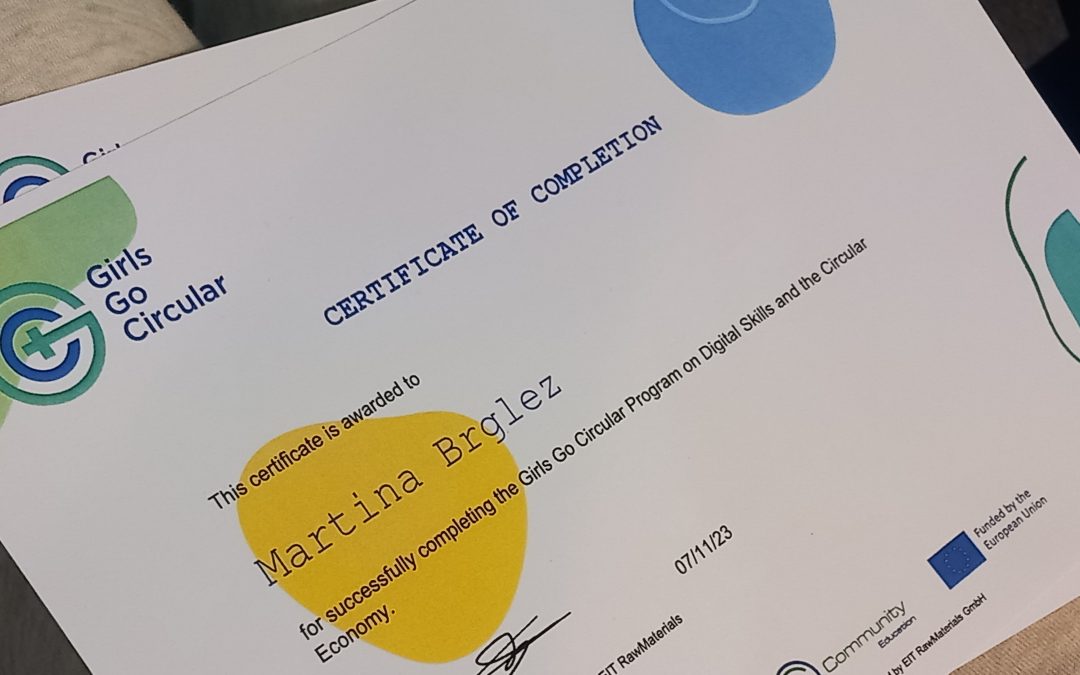 Girls
Go
Circular
CERTIFICATE OF COMPLETION
This certificate is awarded to
Martina Brglez
for successfully completing the Girls Go Circular Program on Digital Skills and the Circular
Economy.
07/11/23
EIT RawMaterials
Community
Education
by EIT RawMaterials GmbH
Funded by the
European Union